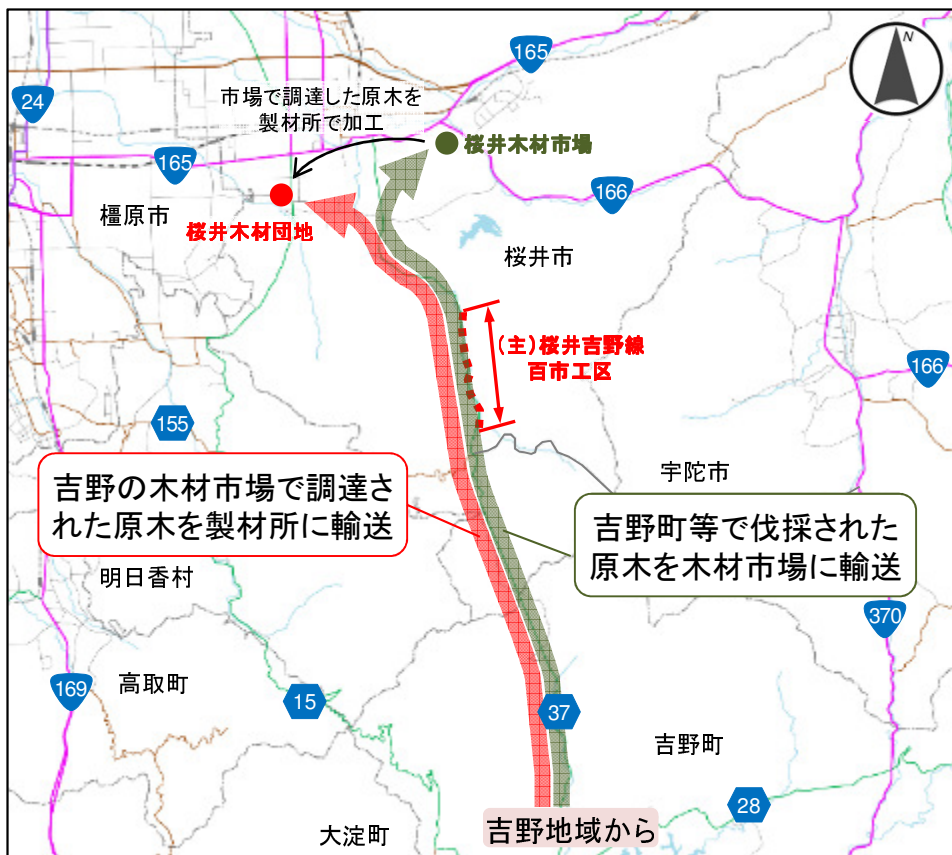 N
165
24
市場で調達した原木を
製材所で加工
桜井木材市場
165
166
橿原市
桜井木材団地
桜井市
(主)桜井吉野線
百市工区
166
155
宇陀市
吉野の木材市場で調達さ
れた原木を製材所に輸送
吉野町等で伐採された
原木を木材市場に輸送
明日香村
370
169
高取町
15
37
吉野町
28
吉野地域から
大淀町